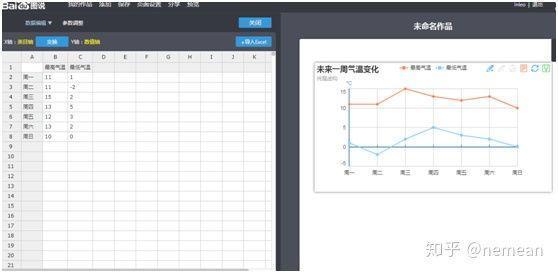 Bai图说
我的作品 添加 保存 页面设置 分享 预览
数据编辑 ▼ 参数调整 关闭
X轴：类目轴 变换 Y轴：数值轴 +导入Excel
A B C D E F G H I J K
1 最高气温 最低气温
2 周一 11 1
3 周二 11 -2
4 周三 15 2
5 周四 13 5
6 周五 12 3
7 周六 13 2
8 周日 10 0
9
10
11
12
13
14
15
16
17
18
19
20
21
退出
未命名作品
未来一周气温变化
纯属虚构
最高气温 最低气温
°C
15
10
5
0
-5
周一 周二 周三 周四 周五 周六 周日
知乎 @nemean